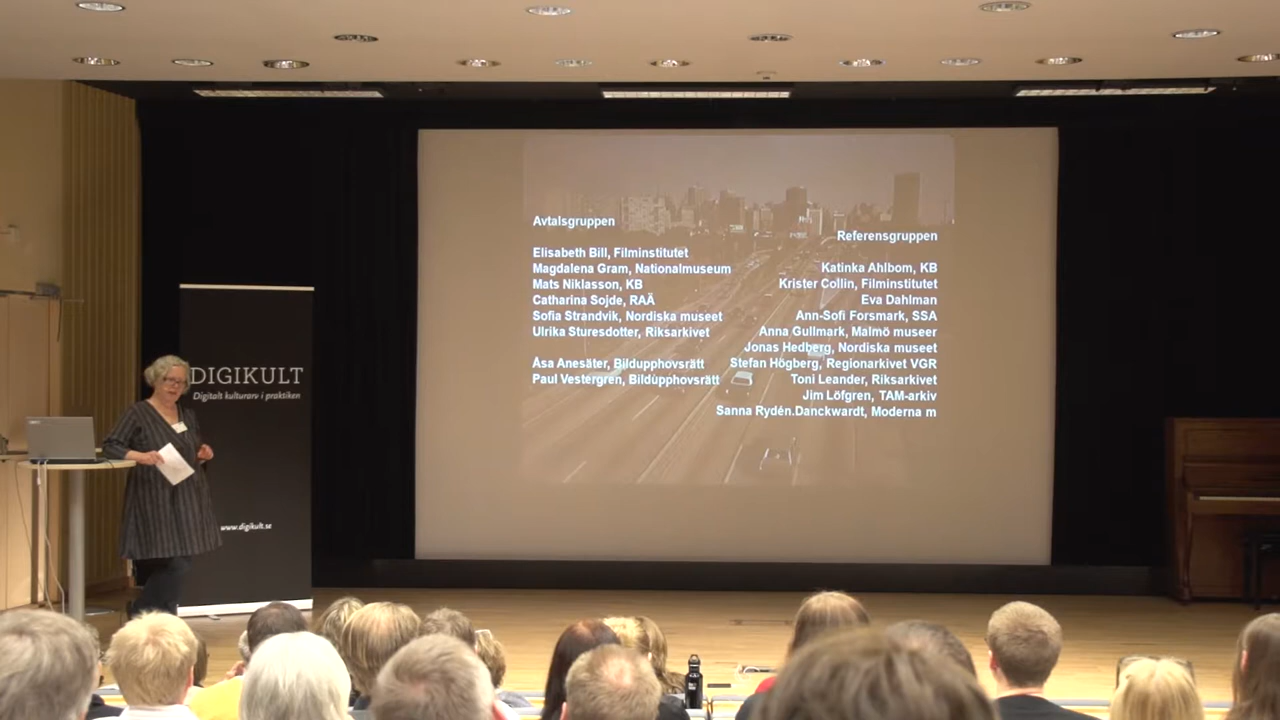 Avtalsgruppen
Elisabeth Bill, Filminstitutet
Magdalena Gram, Nationalmuseum
Mats Niklasson, KB
Catharina Sojde, RAÄ
Sofia Strandvik, Nordiska museet
Ulrika Sturesdotter, Riksarkivet
Åsa Anesäter, Bildupphovsrätt
Paul Vestergren, Bildupphovsrätt
Referensgruppen
Katinka Ahlbom, KB
Krister Collin, Filminstitutet
Eva Dahlman
Ann-Sofi Forsmark, SSA
Anna Gullmark, Malmö museer
Jonas Hedberg, Nordiska museet
Stefan Högberg, Regionarkivet VGR
Toni Leander, Riksarkivet
Jim Löfgren, TAM-arkiv
Sanna Rydén.Danckwardt, Moderna m
DIGIKULT
Digitalt kulturarv i praktiken
www.digikult.se